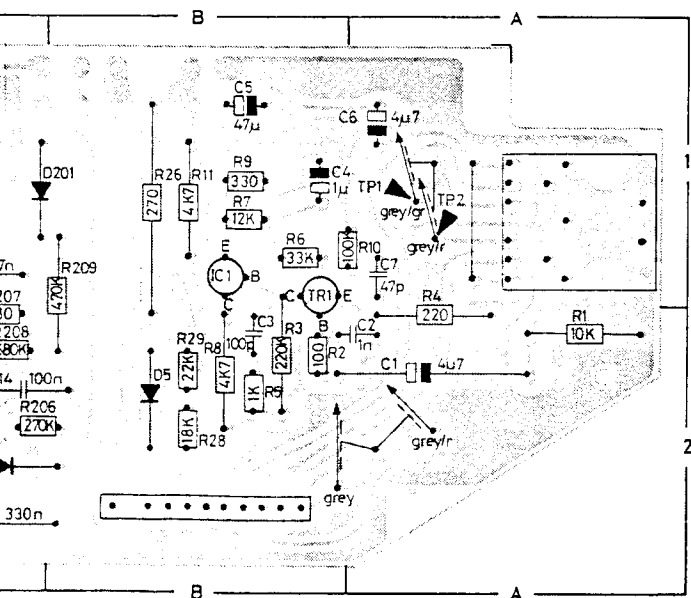 B
A
C5
47μ
C6
4μ7
1
D201
R26
270
R11
4K7
R9
330
R7
12K
C4
1μ
TP1
grey/gr
TP2
grey/r
E
IC1
B
C
R6
33K
100K
R10
C7
47p
C
TR1
E
B
7n
R209
470K
207
30
208
R4
220
R1
10K
C3
100p
R3
220K
C2
1n
100
R2
R29
22K
R8
4K7
1K
R5
D5
C1
4μ7
14
100n
R206
270K
18K
R28
grey/r
2
grey
330n
B
A